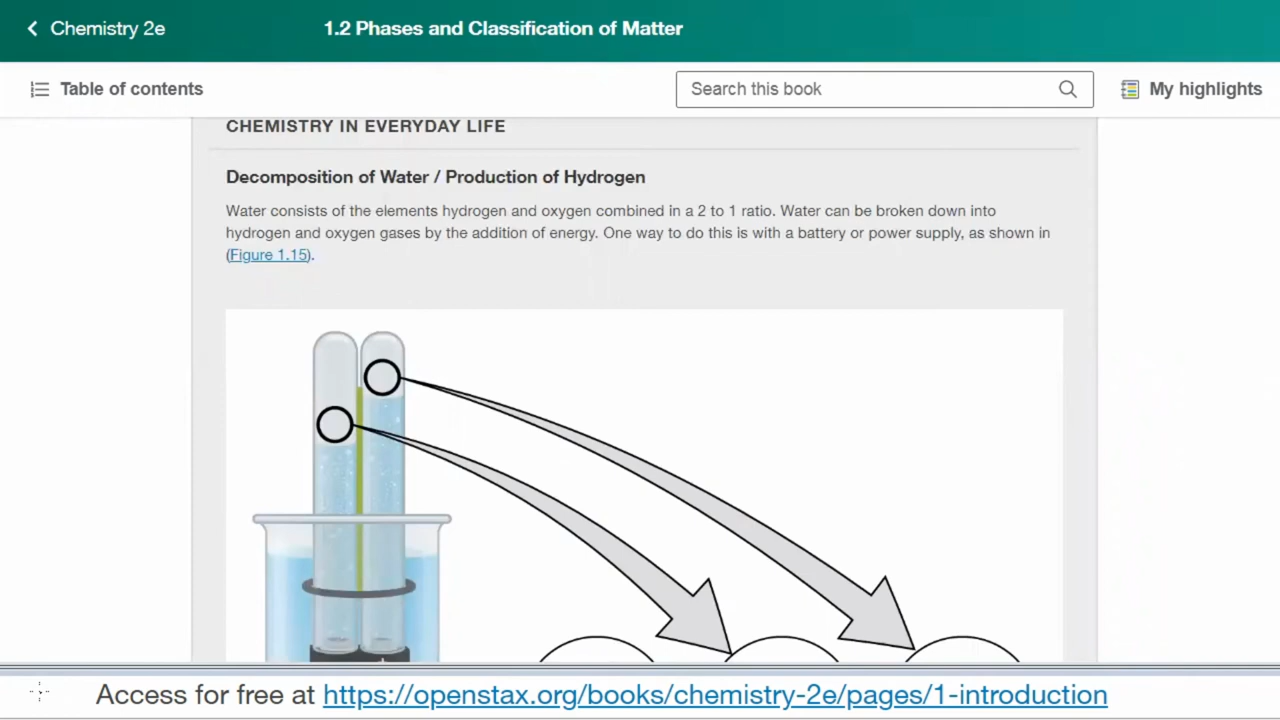 Chemistry 2e
1.2 Phases and Classification of Matter
Table of contents
Search this book
My highlights
CHEMISTRY IN EVERYDAY LIFE
Decomposition of Water / Production of Hydrogen
Water consists of the elements hydrogen and oxygen combined in a 2 to 1 ratio. Water can be broken down into
hydrogen and oxygen gases by the addition of energy. One way to do this is with a battery or power supply, as shown in
(Figure 1.15).
Access for free at https://openstax.org/books/chemistry-2e/pages/1-introduction